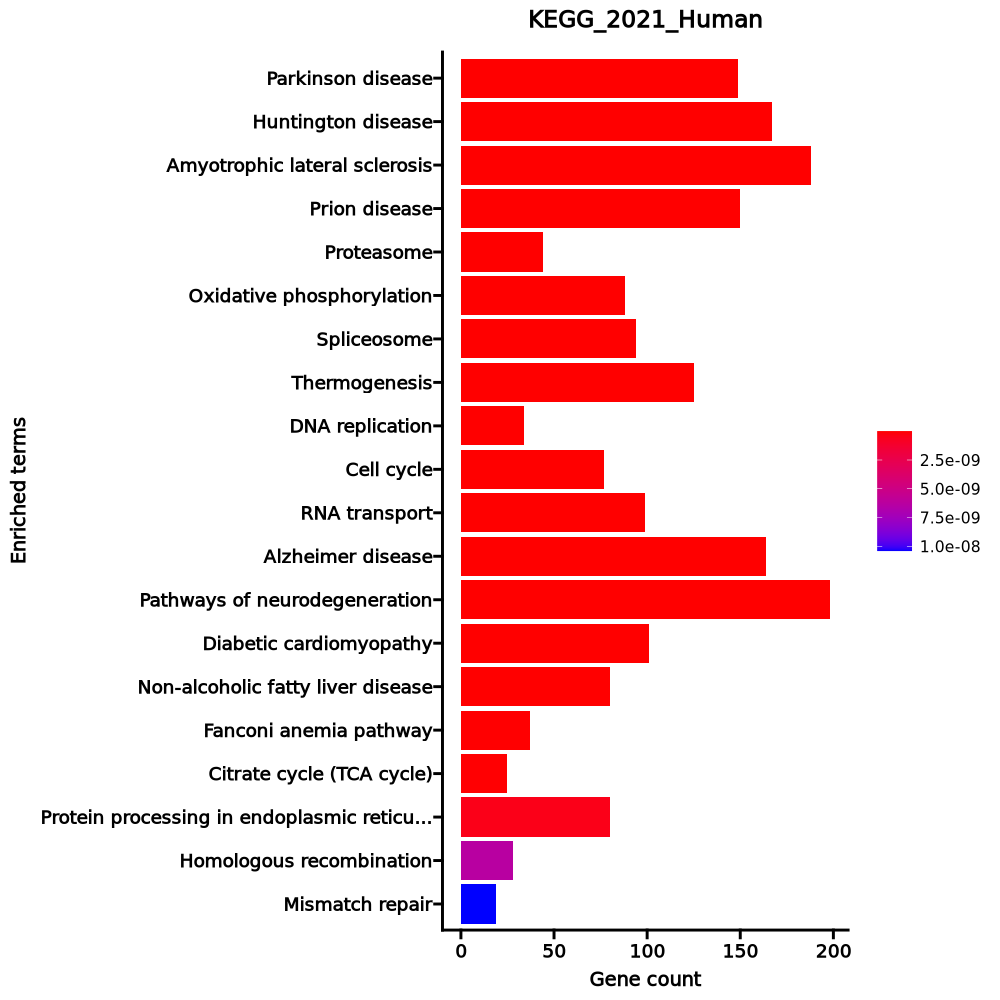 KEGG_2021_Human
Parkinson disease
Huntington disease
Amyotrophic lateral sclerosis
Prion disease
Proteasome
Oxidative phosphorylation
Spliceosome
Thermogenesis
DNA replication
Cell cycle
RNA transport
Alzheimer disease
Pathways of neurodegeneration
Diabetic cardiomyopathy
Non-alcoholic fatty liver disease
Fanconi anemia pathway
Citrate cycle (TCA cycle)
Protein processing in endoplasmic reticu...
Homologous recombination
Mismatch repair
Enriched terms
0 50 100 150 200
Gene count
2.5e-09
5.0e-09
7.5e-09
1.0e-08